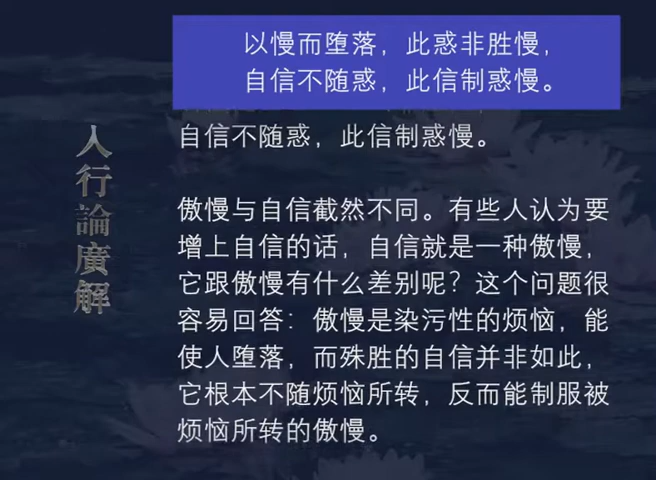 以慢而堕落，此惑非胜慢，
自信不随惑，此信制惑慢。
自信不随惑，此信制惑慢。
傲慢与自信截然不同。有些人认为要
增上自信的话，自信就是一种傲慢，
它跟傲慢有什么差别呢？这个问题很
容易回答：傲慢是染污性的烦恼，能
使人堕落，而殊胜的自信并非如此，
它根本不随烦恼所转，反而能制服被
烦恼所转的傲慢。
入行論廣解